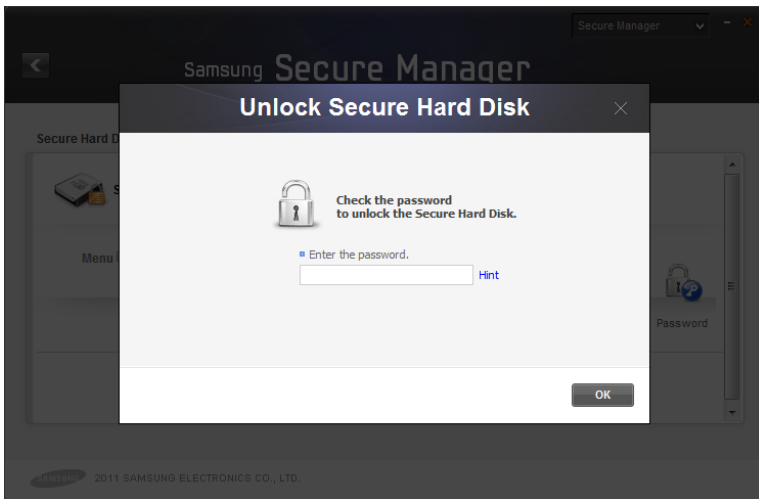 Secure Manager
Samsung Secure Manager
Unlock Secure Hard Disk
Secure Hard D
S
Check the password
to unlock the Secure Hard Disk.
Menu
Enter the password.
Hint
Password
OK
SAMSUNG 2011 SAMSUNG ELECTRONICS CO., LTD.